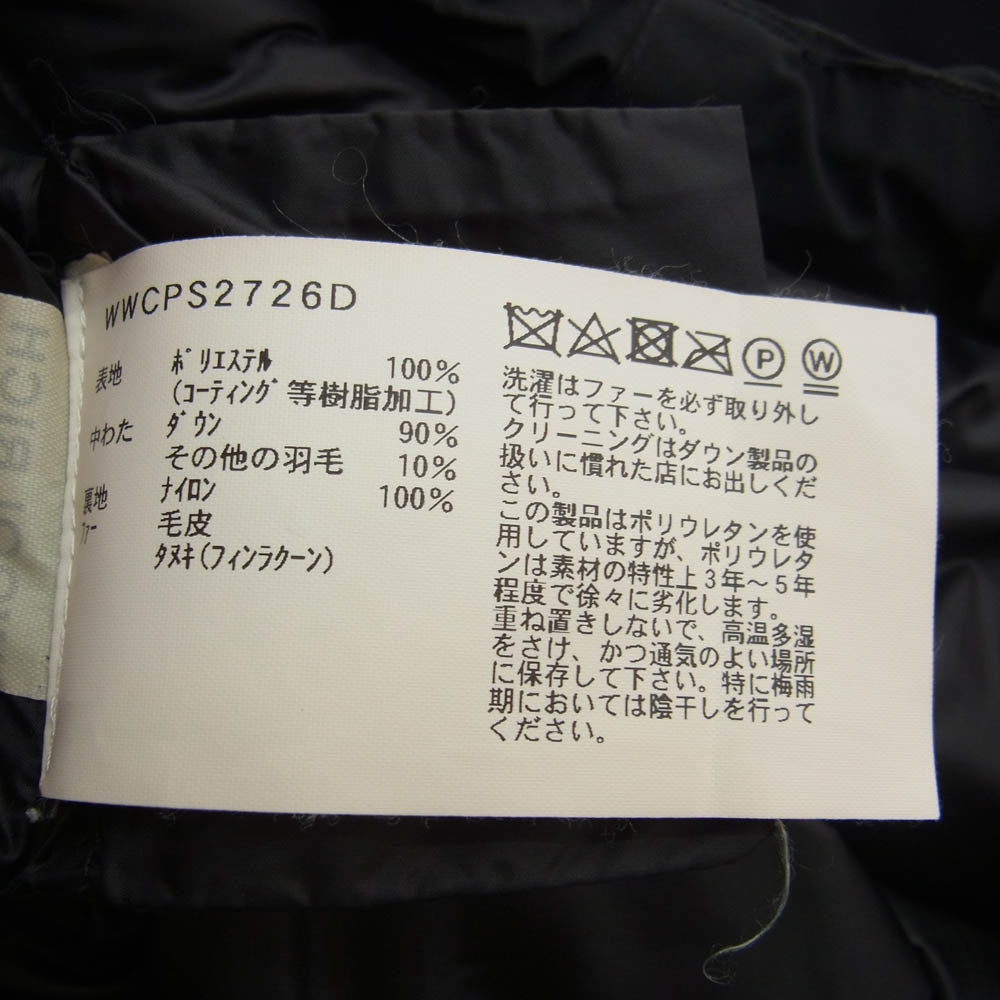 WWCPS2726D
表地 ポリエステル 100%
(コーティング等樹脂加工)
中わた ダウン 90%
その他の羽毛 10%
裏地 ナイロン 100%
ファー 毛皮
タヌキ(フィンラクーン)
P W
洗濯はファーを必ず取り外し
て行って下さい。
クリーニングはダウン製品の
扱いに慣れた店にお出しくだ
さい。
この製品はポリウレタンを使
用していますが、ポリウレタ
ンは素材の特性上3年〜5年
程度で徐々に劣化します。
重ね置きしないで、高温多湿
をさけ、かつ通気のよい場所
に保存して下さい。特に梅雨
期においては陰干しを行って
ください。